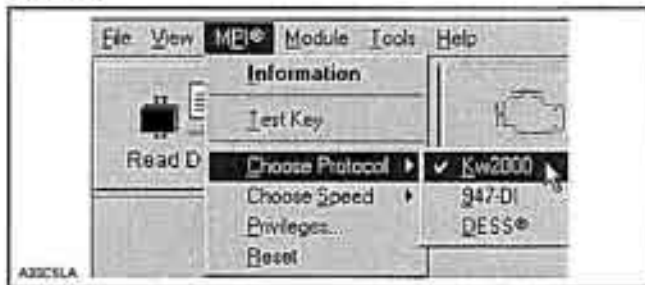 File View MPI® Module Tools Help
Information
Test Key
Read D
Choose Protocol Kw2000
Choose Speed 947-DI
Privileges... DESS®
Reset